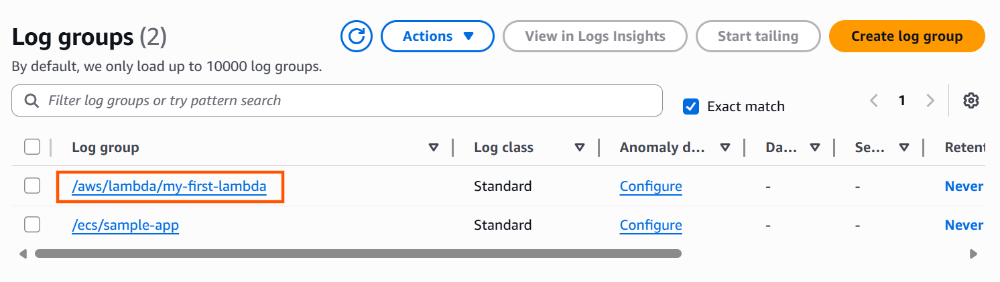 Log groups (2)
Actions
View in Logs Insights
Start tailing
Create log group
By default, we only load up to 10000 log groups.
Filter log groups or try pattern search
Exact match
1
Log group
Log class
Anomaly d...
Da...
Se...
Retent
/aws/lambda/my-first-lambda
Standard
Configure
-
-
Never
/ecs/sample-app
Standard
Configure
-
-
Never